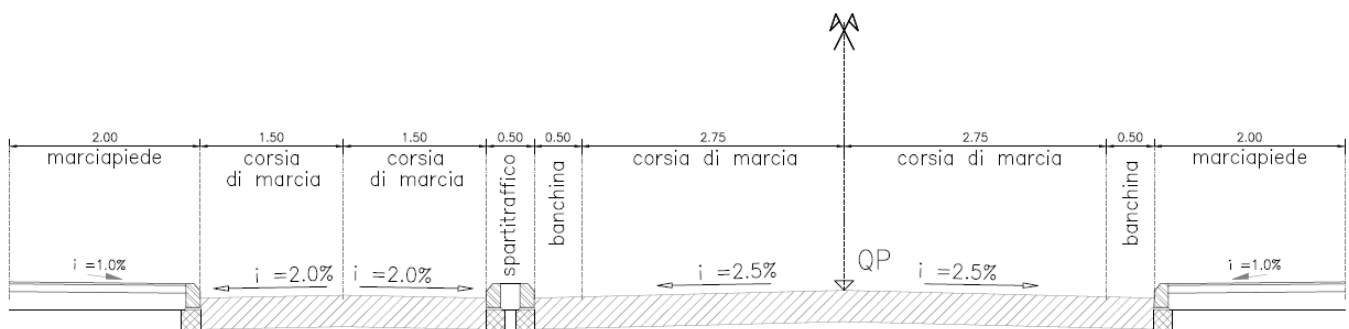 2.00
1.50
1.50
0.50
0.50
2.75
2.75
0.50
2.00
marciapiede
corsia
di marcia
corsia
di marcia
spartitraffico
banchina
corsia di marcia
corsia di marcia
banchina
marciapiede
i =1.0%
i =2.0%
i =2.0%
i =2.5%
QP
i =2.5%
i =1.0%